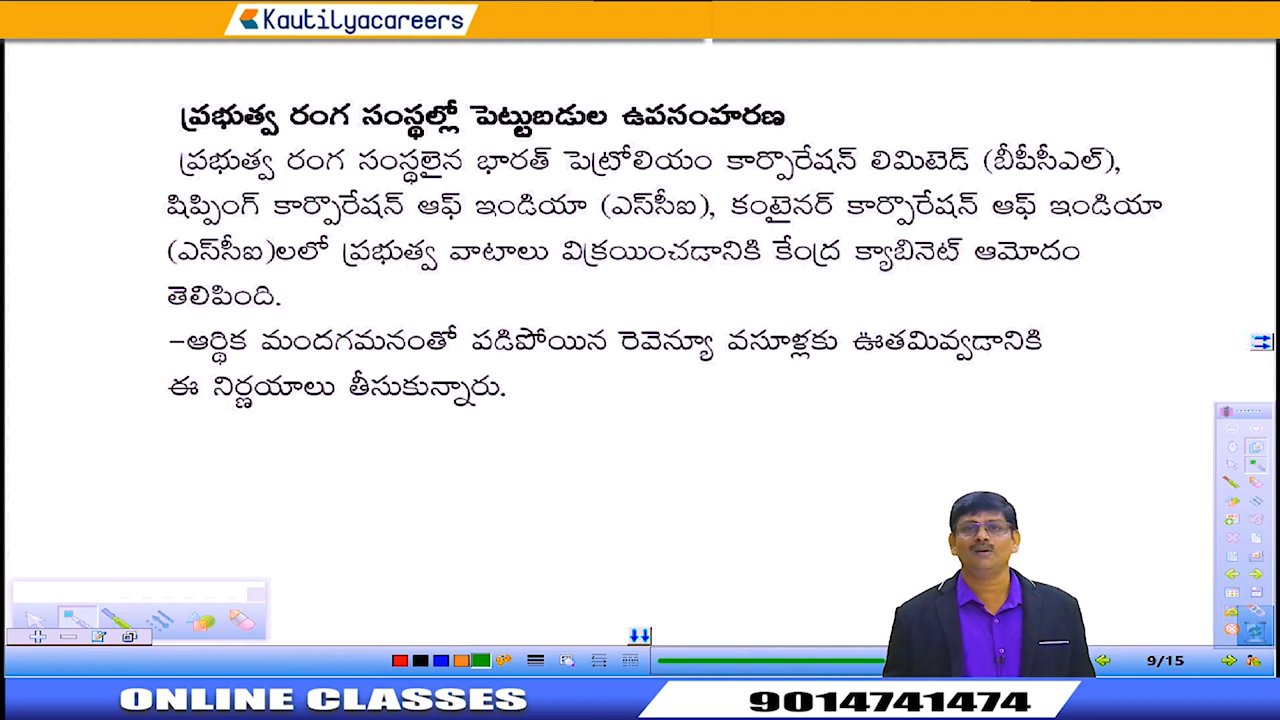 Kautilyacareers
ప్రభుత్వ రంగ సంస్థల్లో పెట్టుబడుల ఉపసంహరణ
ప్రభుత్వ రంగ సంస్థలైన భారత్ పెట్రోలియం కార్పొరేషన్ లిమిటెడ్ (బీపీసీఎల్),
షిప్పింగ్ కార్పొరేషన్ ఆఫ్ ఇండియా (ఎస్‌సీఐ), కంటైనర్ కార్పొరేషన్ ఆఫ్ ఇండియా
(ఎస్‌సీఐ)లలో ప్రభుత్వ వాటాలు విక్రయించడానికి కేంద్ర క్యాబినెట్ ఆమోదం
తెలిపింది.
-ఆర్థిక మందగమనంతో పడిపోయిన రెవెన్యూ వసూళ్లకు ఊతమివ్వడానికి
ఈ నిర్ణయాలు తీసుకున్నారు.
9/15
ONLINE CLASSES 9014741474